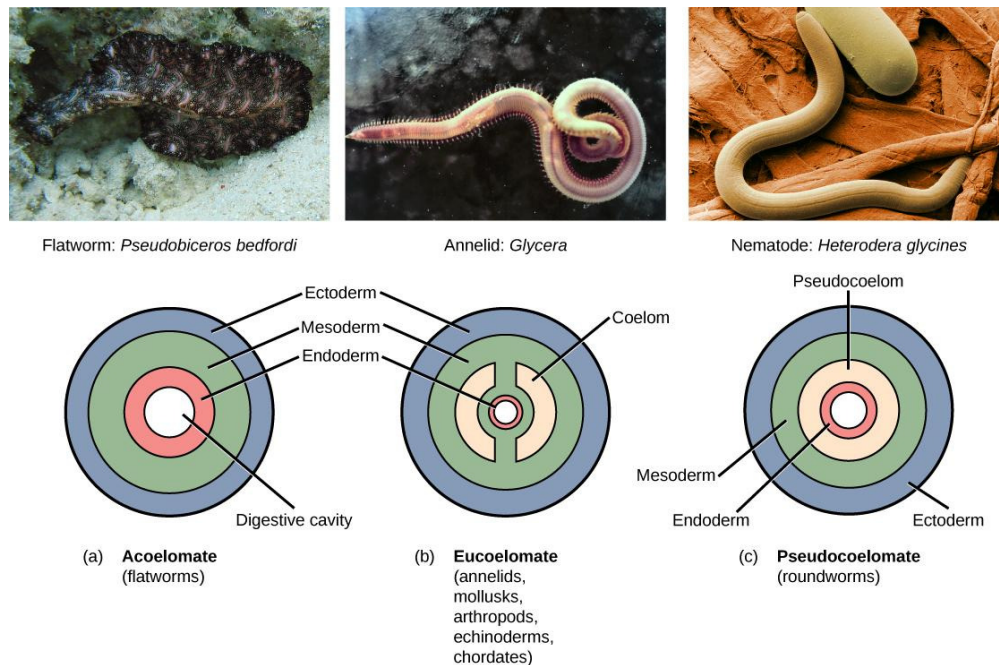 Flatworm: Pseudobiceros bedfordi
Annelid: Glycera
Nematode: Heterodera glycines
Ectoderm
Mesoderm
Endoderm
Digestive cavity
Coelom
Pseudocoelom
Mesoderm
Endoderm
Ectoderm
(a) Acoelomate
(flatworms)
(b) Eucoelomate
(annelids,
mollusks,
arthropods,
echinoderms,
chordates)
(c) Pseudocoelomate
(roundworms)